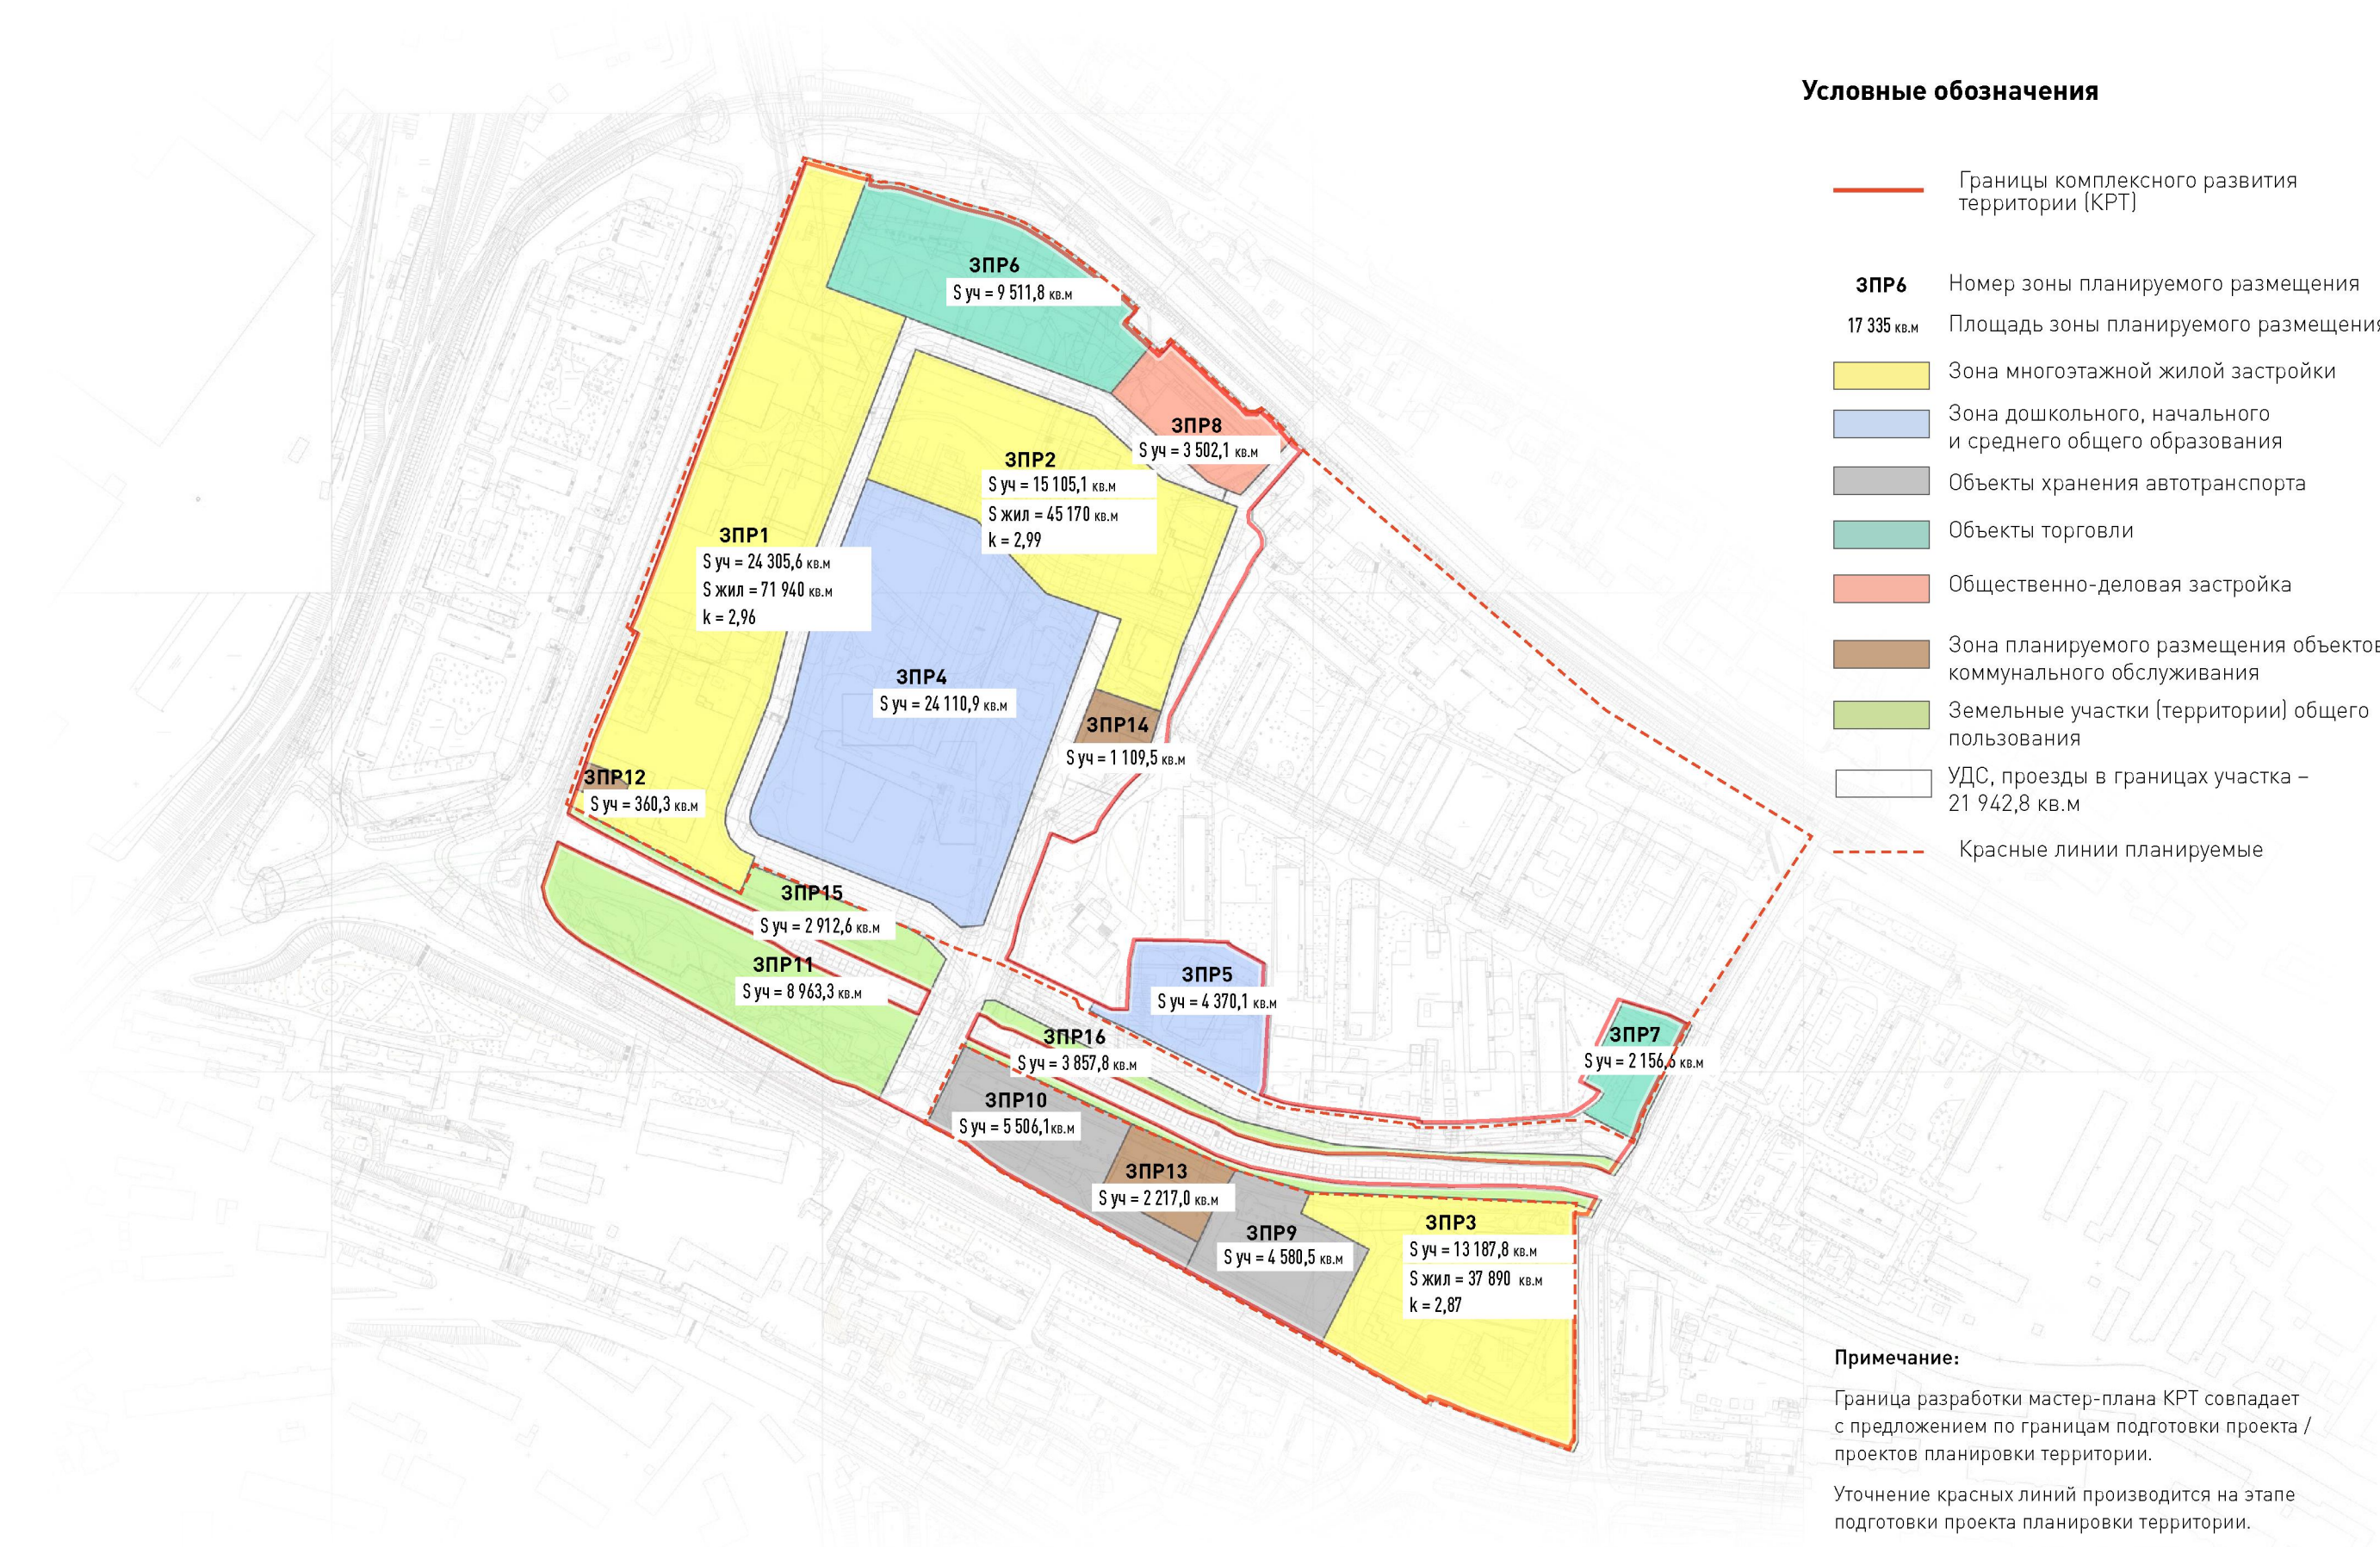 Условные обозначения
Границы комплексного развития
территории (КРТ)
ЗПР6 Номер зоны планируемого размещения
17 335 кв.м Площадь зоны планируемого размещения
Зона многоэтажной жилой застройки
Зона дошкольного, начального
и среднего общего образования
Объекты хранения автотранспорта
Объекты торговли
Общественно-деловая застройка
Зона планируемого размещения объектов
коммунального обслуживания
Земельные участки (территории) общего
пользования
УДС, проезды в границах участка –
21 942,8 кв.м
Красные линии планируемые
ЗПР6
S уч = 9 511,8 кв.м
ЗПР8
S уч = 3 502,1 кв.м
ЗПР2
S уч = 15 105,1 кв.м
S жил = 45 170 кв.м
k = 2,99
ЗПР1
S уч = 24 305,6 кв.м
S жил = 71 940 кв.м
k = 2,96
ЗПР4
S уч = 24 110,9 кв.м
ЗПР14
S уч = 1 109,5 кв.м
ЗПР12
S уч = 360,3 кв.м
ЗПР15
S уч = 2 912,6 кв.м
ЗПР11
S уч = 8 963,3 кв.м
ЗПР5
S уч = 4 370,1 кв.м
ЗПР16
S уч = 3 857,8 кв.м
ЗПР7
S уч = 2 156,6 кв.м
ЗПР10
S уч = 5 506,1кв.м
ЗПР13
S уч = 2 217,0 кв.м
ЗПР9
S уч = 4 580,5 кв.м
ЗПР3
S уч = 13 187,8 кв.м
S жил = 37 890 кв.м
k = 2,87
Примечание:
Граница разработки мастер-плана КРТ совпадает
с предложением по границам подготовки проекта /
проектов планировки территории.
Уточнение красных линий производится на этапе
подготовки проекта планировки территории.